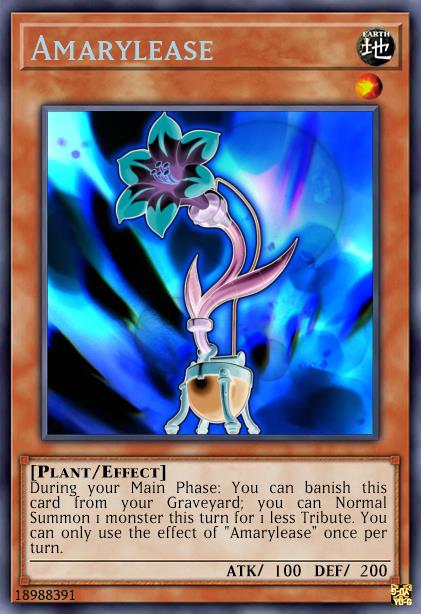 AMARYLEASE
EARTH
地
[PLANT/EFFECT]
During your Main Phase: You can banish this
card from your Graveyard; you can Normal
Summon 1 monster this turn for 1 less Tribute. You
can only use the effect of "Amarylease" once per
turn.
ATK/ 100 DEF/ 200
18988391